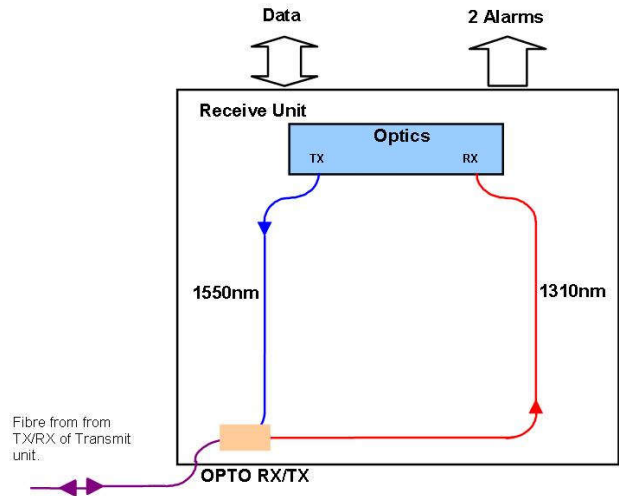 Data
2 Alarms
Receive Unit
Optics
TX
RX
1550nm
1310nm
Fibre from from
TX/RX of Transmit
unit.
OPTO RX/TX